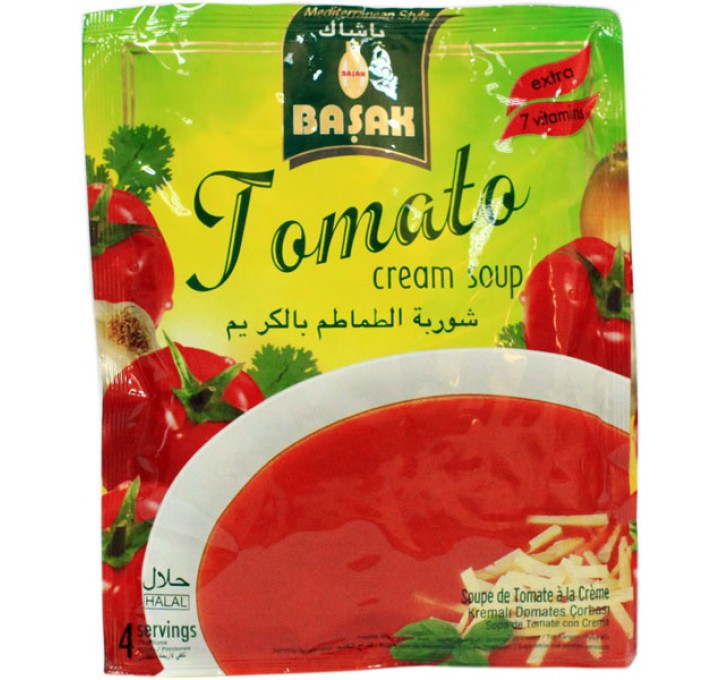 Mediterranean Style
باشاك
BAŞAK
BAŞAK
extra
7 vitamins
Tomato
cream soup
شوربة الطماطم بالكريم
حلال
HALAL
4 servings
Soupe de Tomate à la Crème
Kremalı Domates Çorbası
Sopa de Tomate con Crema